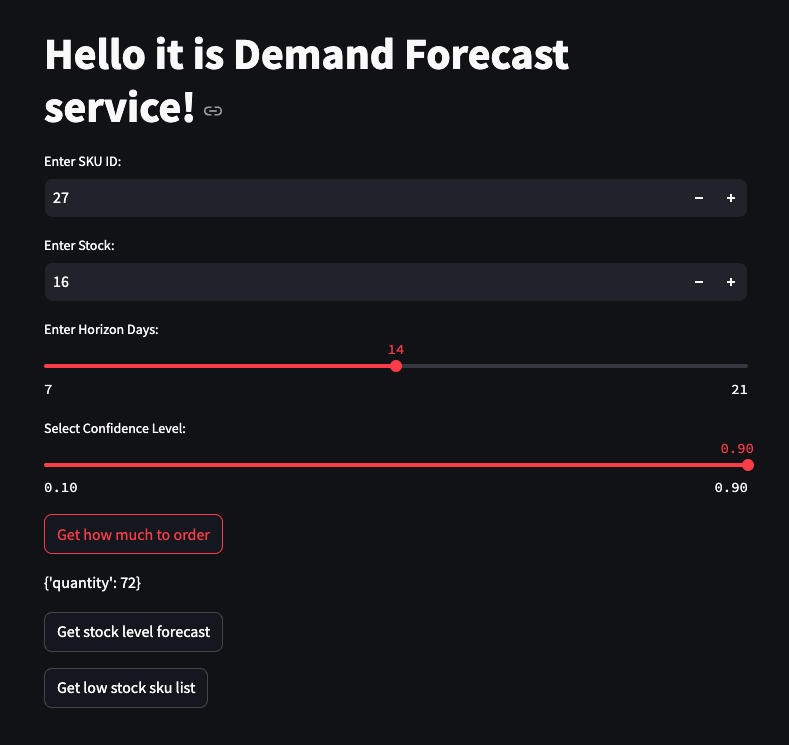 Hello it is Demand Forecast
service!
Enter SKU ID:
27
− +
Enter Stock:
16
− +
Enter Horizon Days:
14
7
21
Select Confidence Level:
0.90
0.10
0.90
Get how much to order
{'quantity': 72}
Get stock level forecast
Get low stock sku list